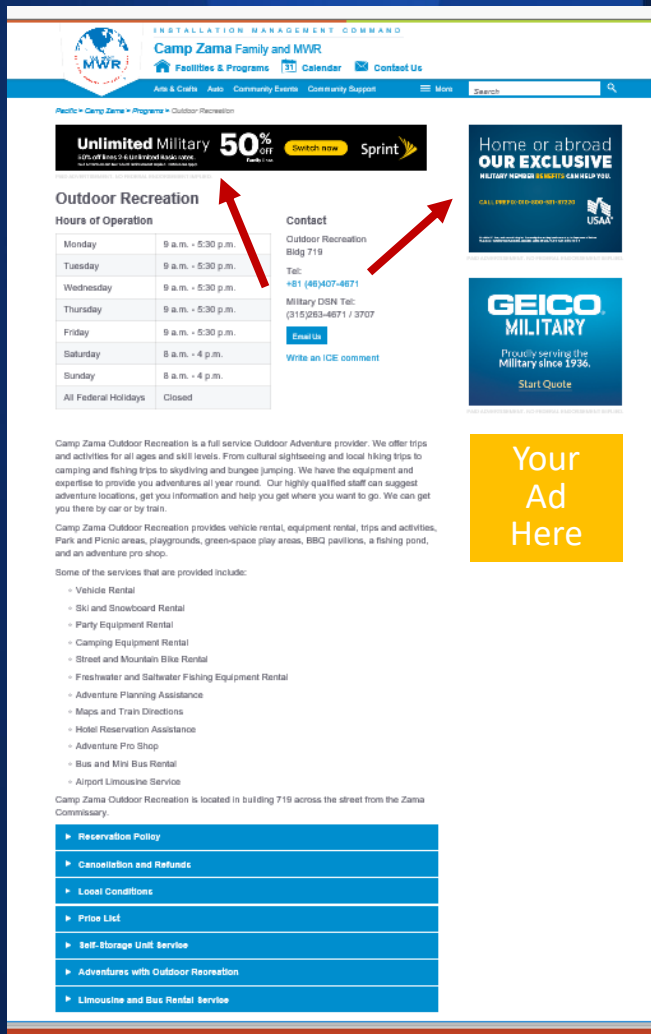 INSTALLATION MANAGEMENT COMMAND
Camp Zama Family and MWR
MWR
Facilities & Programs 31 Calendar Contact Us
Arts & Crafts Auto Community Events Community Support More Search
Pacific > Camp Zama > Programs > Outdoor Recreation
Unlimited Military 50% OFF Switch now Sprint
50% off lines 2-6 Unlimited Basic rates.
Home or abroad
OUR EXCLUSIVE
MILITARY MEMBER BENEFITS CAN HELP YOU.
USAA
Outdoor Recreation
Hours of Operation
Monday 9 a.m. - 5:30 p.m.
Tuesday 9 a.m. - 5:30 p.m.
Wednesday 9 a.m. - 5:30 p.m.
Thursday 9 a.m. - 5:30 p.m.
Friday 9 a.m. - 5:30 p.m.
Saturday 8 a.m. - 4 p.m.
Sunday 8 a.m. - 4 p.m.
All Federal Holidays Closed
Contact
Outdoor Recreation
Bldg 719
Tel:
+81 (46)407-4671
Military DSN Tel:
(315)263-4671 / 3707
Email Us
Write an ICE comment
GEICO
MILITARY
Proudly serving the
Military since 1936.
Start Quote
Your
Ad
Here
Camp Zama Outdoor Recreation is a full service Outdoor Adventure provider. We offer trips
and activities for all ages and skill levels. From cultural sightseeing and local hiking trips to
camping and fishing trips to skydiving and bungee jumping. We have the equipment and
expertise to provide you adventures all year round. Our highly qualified staff can suggest
adventure locations, get you information and help you get where you want to go. We can get
you there by car or by train.
Camp Zama Outdoor Recreation provides vehicle rental, equipment rental, trips and activities,
Park and Picnic areas, playgrounds, green-space play areas, BBQ pavilions, a fishing pond,
and an adventure pro shop.
Some of the services that are provided include:
Vehicle Rental
Ski and Snowboard Rental
Party Equipment Rental
Camping Equipment Rental
Street and Mountain Bike Rental
Freshwater and Saltwater Fishing Equipment Rental
Adventure Planning Assistance
Maps and Train Directions
Hotel Reservation Assistance
Adventure Pro Shop
Bus and Mini Bus Rental
Airport Limousine Service
Camp Zama Outdoor Recreation is located in building 719 across the street from the Zama
Commissary.
Reservation Policy
Cancellation and Refunds
Local Conditions
Price List
Self-Storage Unit Service
Adventures with Outdoor Recreation
Limousine and Bus Rental Service